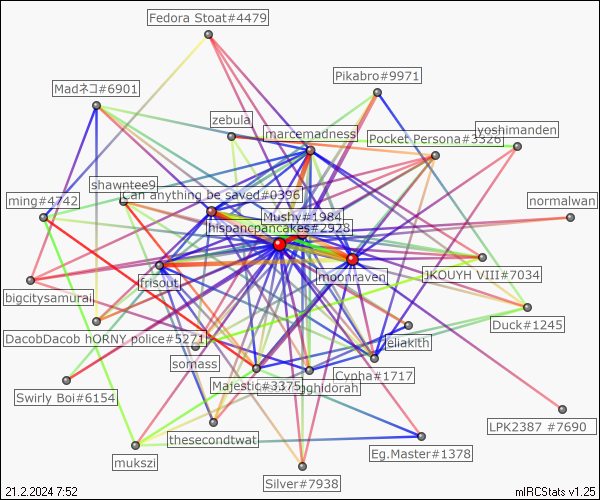 Fedora Stoat#4479
Pikabro#9971
Madネコ#6901
zebula
marcemadness
yoshimanden
Pocket Persona#3326
shawntee9
Can anything be saved#0396
ming#4742
normalwan
Mushy#1984
hispancpancakes#2928
frisout
moonraven
JKOUYH VIII#7034
bigcitysamurai
Duck#1245
DacobDacob hORNY police#5271
eliakith
somass
Cypha#1717
Majestic#3375
ghidorah
Swirly Boi#6154
LPK2387 #7690
thesecondtwat
Eg.Master#1378
mukszi
Silver#7938
21.2.2024 7:52
mIRCStats v1.25